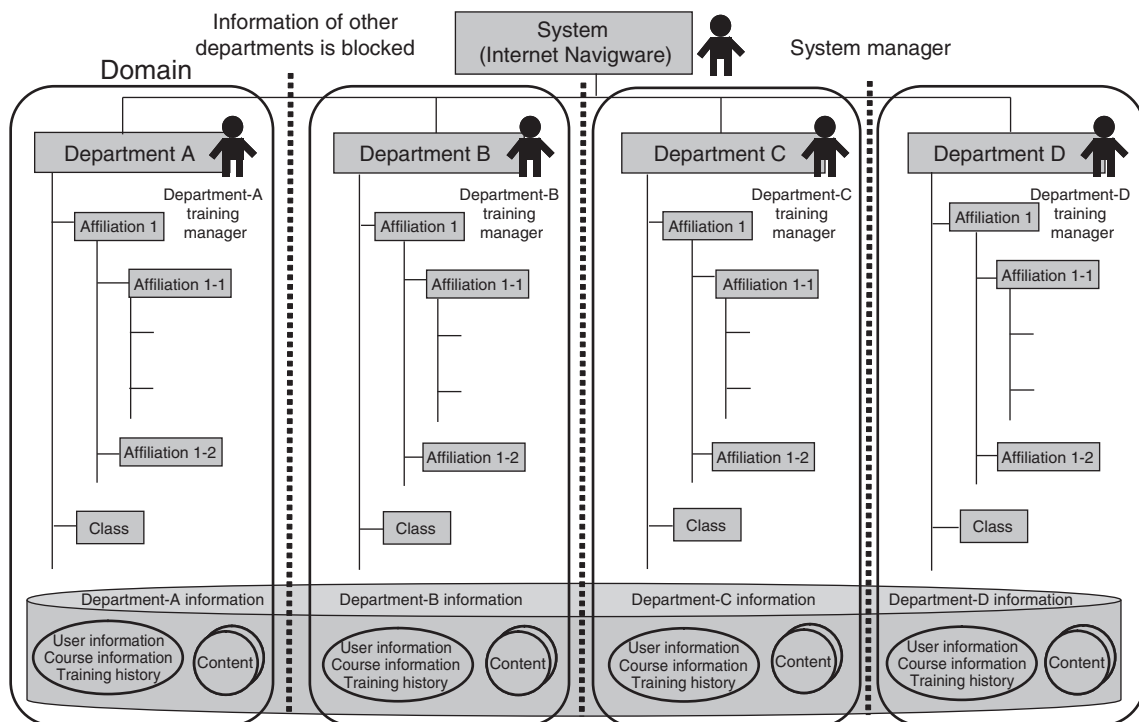 Information of other
departments is blocked
System
(Internet Navigware)
System manager
Domain
Department A
Department-A
training
manager
Affiliation 1
Affiliation 1-1
Affiliation 1-2
Class
Department B
Department-B
training
manager
Affiliation 1
Affiliation 1-1
Affiliation 1-2
Class
Department C
Department-C
training
manager
Affiliation 1
Affiliation 1-1
Affiliation 1-2
Class
Department D
Department-D
training
manager
Affiliation 1
Affiliation 1-1
Affiliation 1-2
Class
Department-A information
User information
Course information
Training history
Content
Department-B information
User information
Course information
Training history
Content
Department-C information
User information
Course information
Training history
Content
Department-D information
User information
Course information
Training history
Content